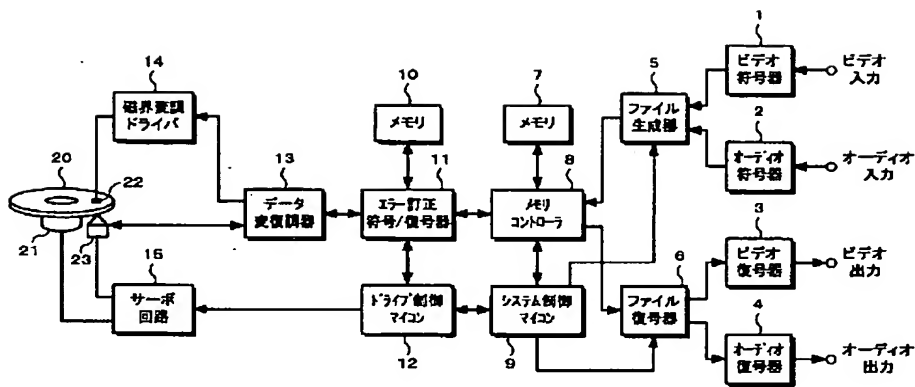 1
ビデオ
符号器
ビデオ
入力
2
オーディオ
符号器
オーディオ
入力
3
ビデオ
復号器
ビデオ
出力
4
オーディオ
復号器
オーディオ
出力
5
ファイル
生成器
6
ファイル
復号器
7
メモリ
8
メモリ
コントローラ
システム制御
マイコン
9
10
メモリ
11
エラー訂正
符号/復号器
ドライブ制御
マイコン
12
13
データ
変復調器
14
磁界変調
ドライバ
15
サーボ
回路
20
22
21
23